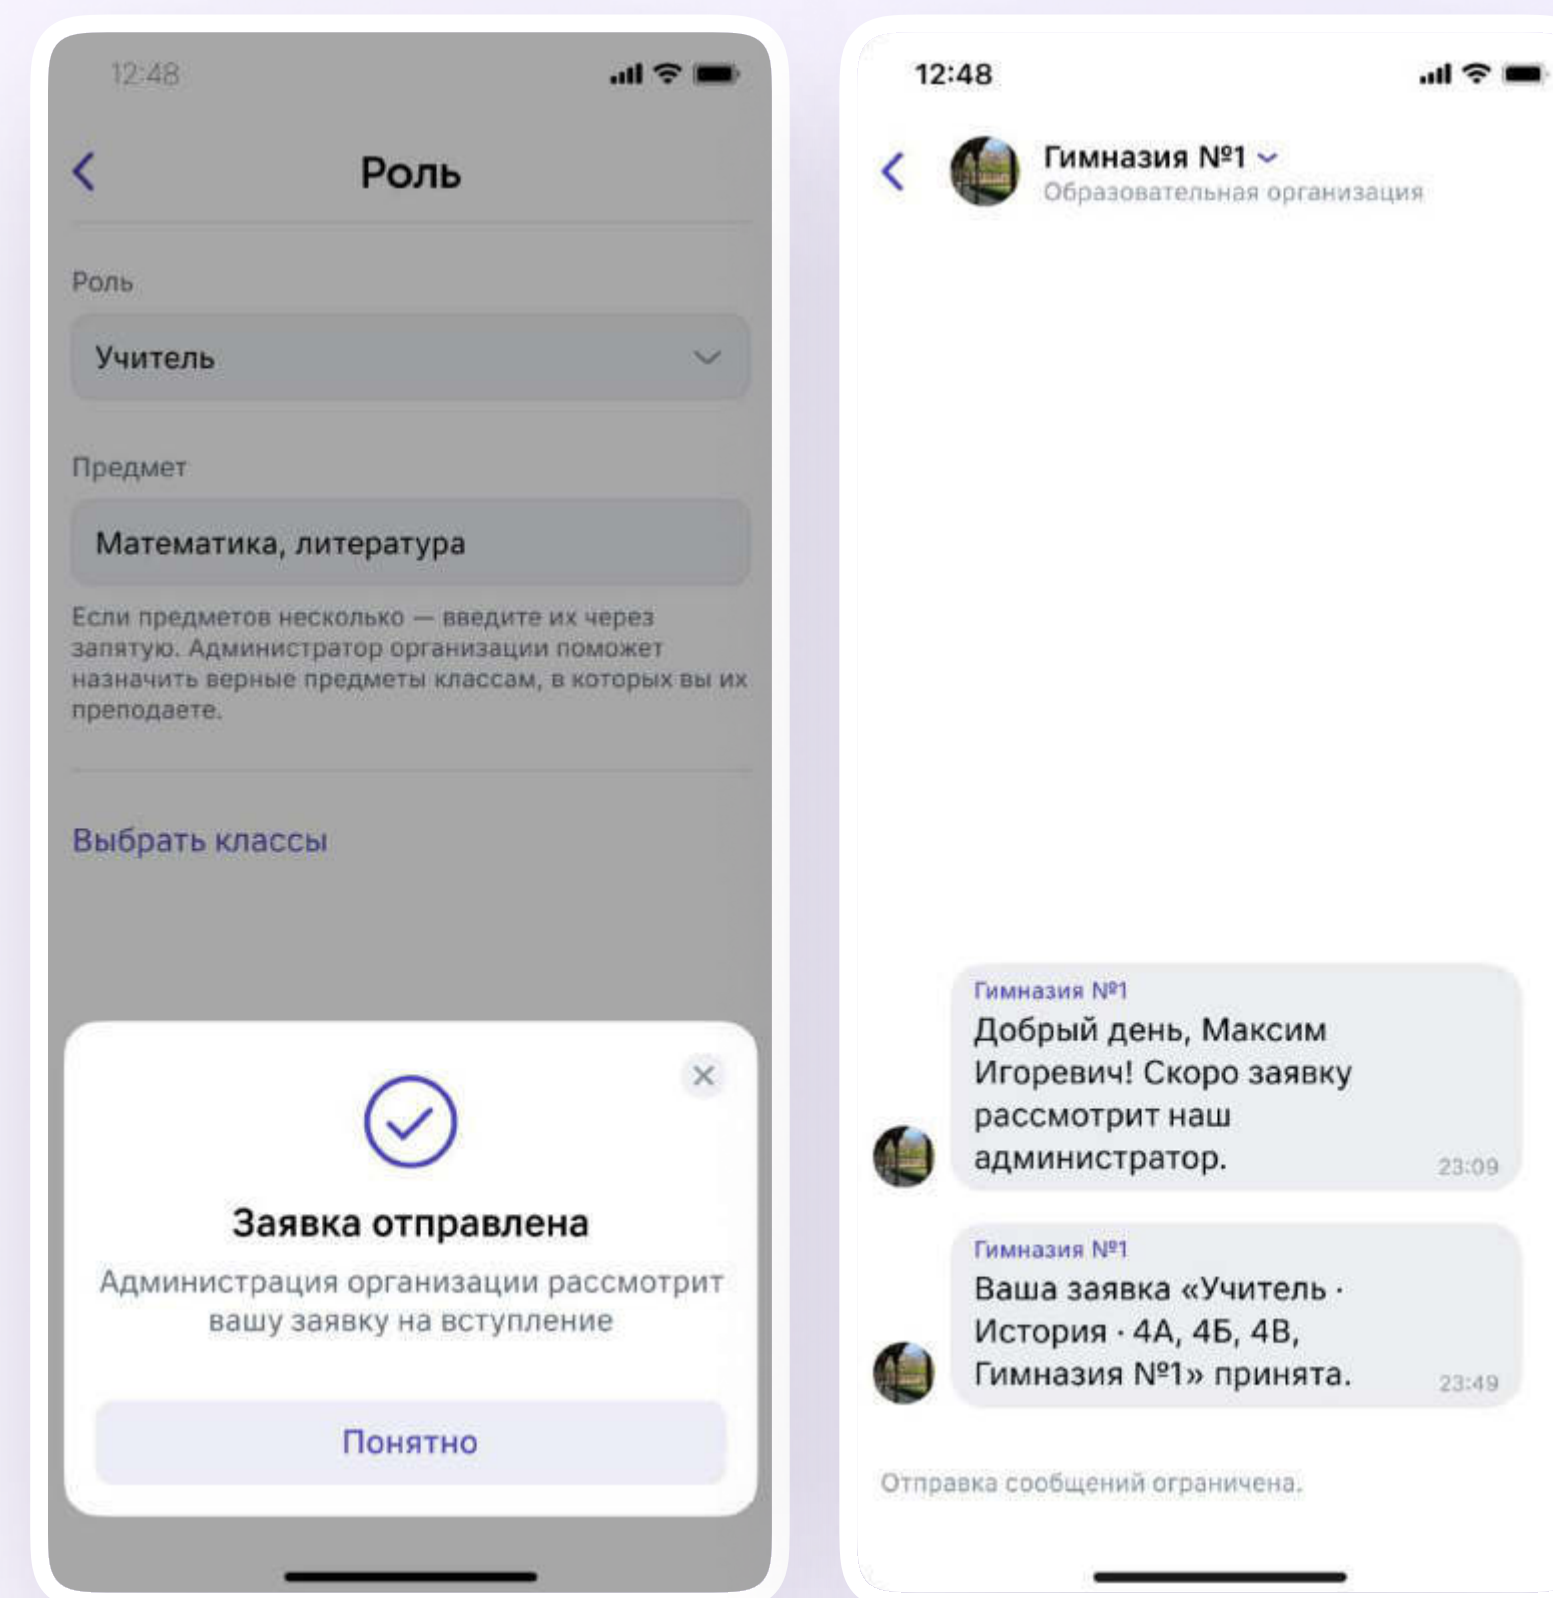 12:48
Роль
Роль
Учитель
Предмет
Математика, литература
Если предметов несколько — введите их через
запятую. Администратор организации поможет
назначить верные предметы классам, в которых вы их
преподаете.
Выбрать классы
Заявка отправлена
Администрация организации рассмотрит
вашу заявку на вступление
Понятно
12:48
Гимназия №1
Образовательная организация
Гимназия №1
Добрый день, Максим
Игоревич! Скоро заявку
рассмотрит наш
администратор.
23:09
Гимназия №1
Ваша заявка «Учитель ·
История · 4А, 4Б, 4В,
Гимназия №1» принята.
23:49
Отправка сообщений ограничена.